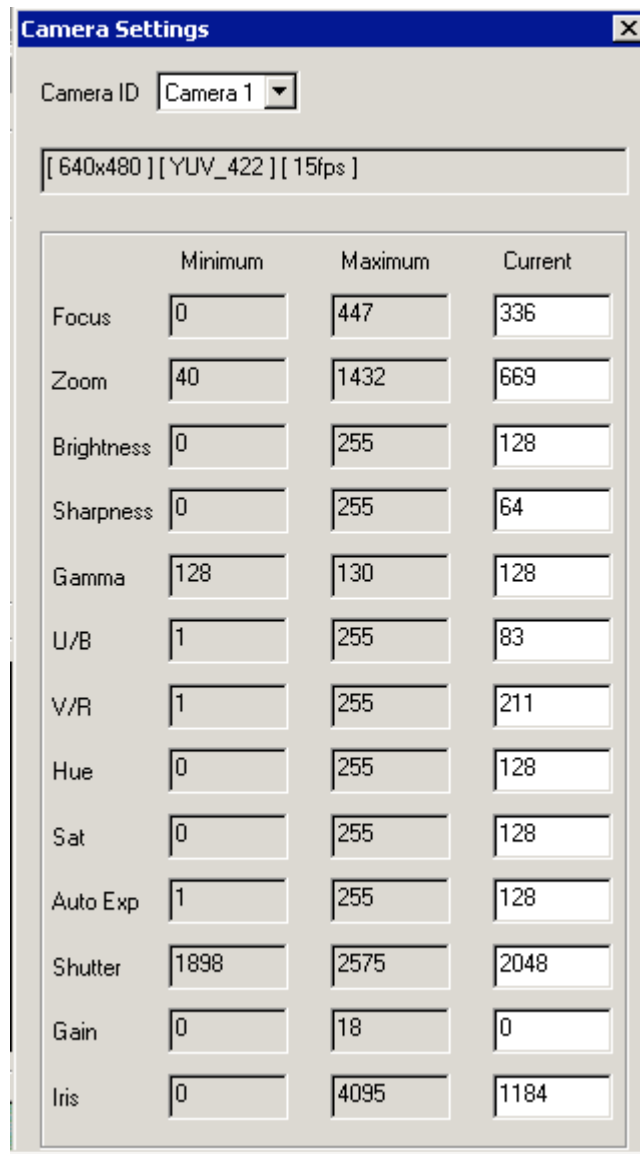 Camera Settings
Camera ID Camera 1
[ 640x480 ] [ YUV_422 ] [ 15fps ]
Minimum Maximum Current
Focus 0 447 336
Zoom 40 1432 669
Brightness 0 255 128
Sharpness 0 255 64
Gamma 128 130 128
U/B 1 255 83
V/R 1 255 211
Hue 0 255 128
Sat 0 255 128
Auto Exp 1 255 128
Shutter 1898 2575 2048
Gain 0 18 0
Iris 0 4095 1184